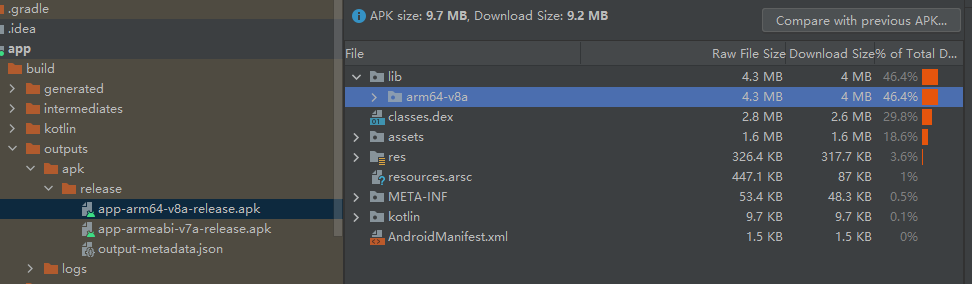 .gradle
.idea
app
build
generated
intermediates
kotlin
outputs
apk
release
app-arm64-v8a-release.apk
app-armeabi-v7a-release.apk
output-metadata.json
logs
APK size: 9.7 MB, Download Size: 9.2 MB
Compare with previous APK...
File Raw File Size Download Size % of Total D...
lib 4.3 MB 4 MB 46.4%
arm64-v8a 4.3 MB 4 MB 46.4%
classes.dex 2.8 MB 2.6 MB 29.8%
assets 1.6 MB 1.6 MB 18.6%
res 326.4 KB 317.7 KB 3.6%
resources.arsc 447.1 KB 87 KB 1%
META-INF 53.4 KB 48.3 KB 0.5%
kotlin 9.7 KB 9.7 KB 0.1%
AndroidManifest.xml 1.5 KB 1.5 KB 0%